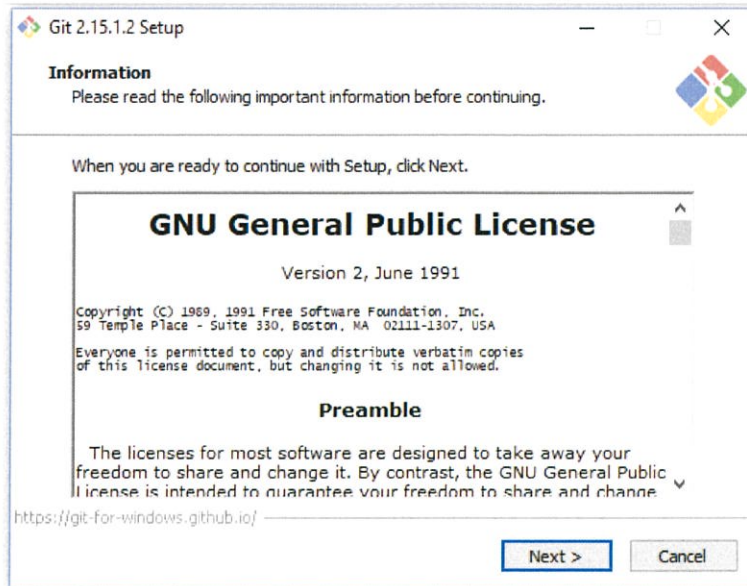 Git 2.15.1.2 Setup
Information
Please read the following important information before continuing.
When you are ready to continue with Setup, click Next.
GNU General Public License
Version 2, June 1991
Copyright (C) 1989, 1991 Free Software Foundation, Inc.
59 Temple Place - Suite 330, Boston, MA  02111-1307, USA
Everyone is permitted to copy and distribute verbatim copies
of this license document, but changing it is not allowed.
Preamble
The licenses for most software are designed to take away your
freedom to share and change it. By contrast, the GNU General Public
License is intended to guarantee your freedom to share and change
https://git-for-windows.github.io/
Next >
Cancel